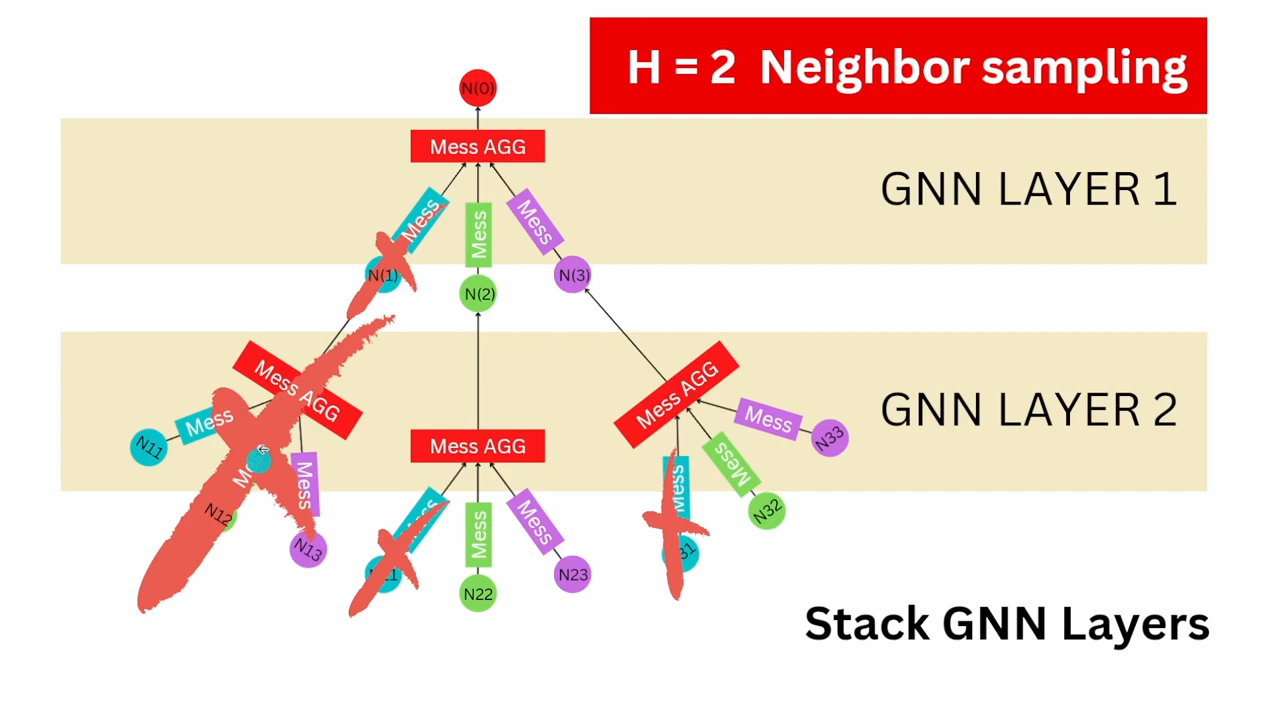 H = 2 Neighbor sampling
N(0)
Mess AGG
GNN LAYER 1
Mess
Mess
Mess
N(1)
N(2)
N(3)
Mess AGG
Mess AGG
GNN LAYER 2
Mess
Mess
N11
N33
Mess AGG
Mess
Mess
Mess
N12
N13
N32
Mess
Mess
N22
N23
Stack GNN Layers